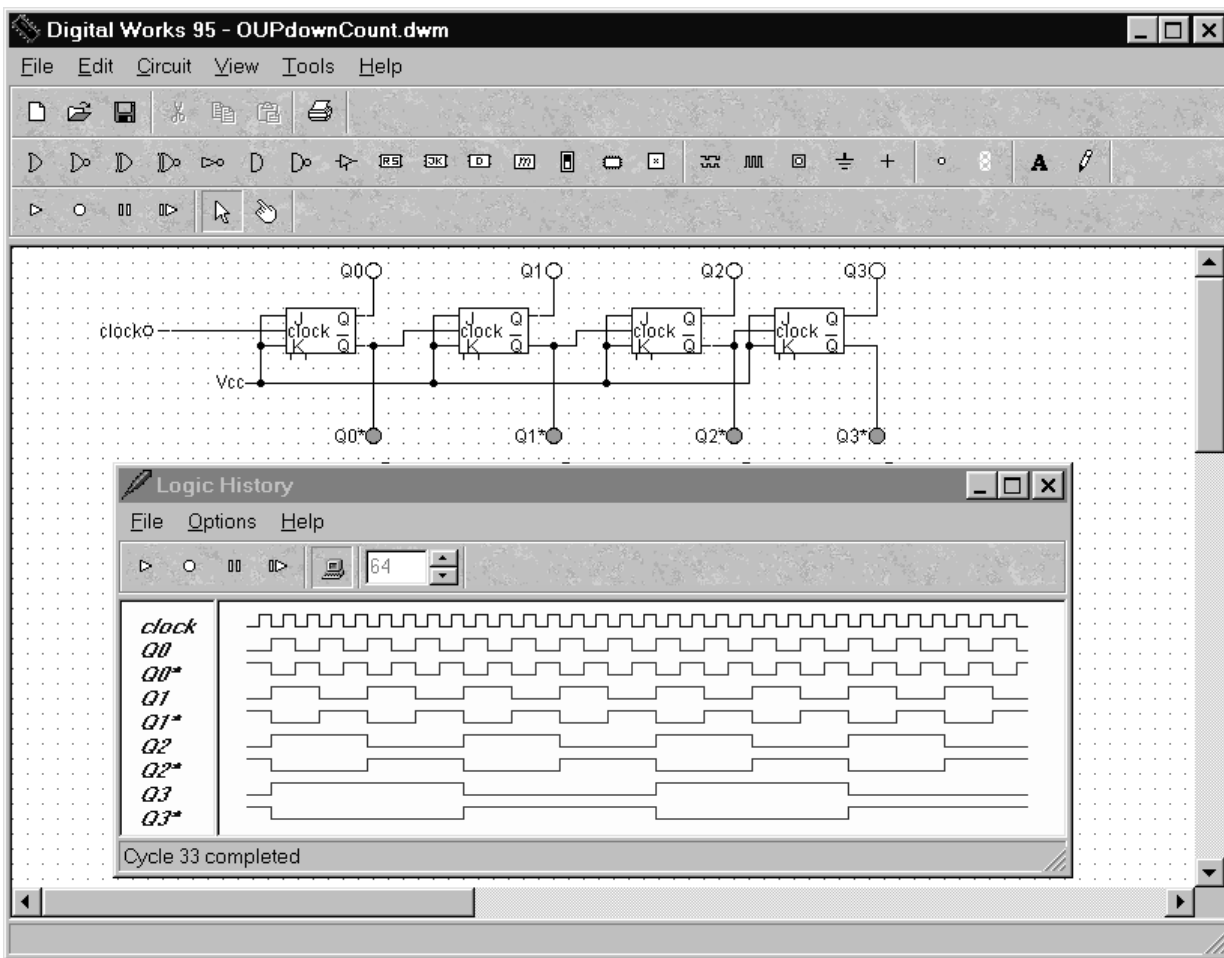 Digital Works 95 - OUPdownCount.dwm
File Edit Circuit View Tools Help
RS JK D m
A
Q0 Q1 Q2 Q3
J Q J Q J Q J Q
clock clock clock clock clock
K Q K Q K Q K Q
Vcc
Q0* Q1* Q2* Q3*
Logic History
File Options Help
64
clock
Q0
Q0*
Q1
Q1*
Q2
Q2*
Q3
Q3*
Cycle 33 completed